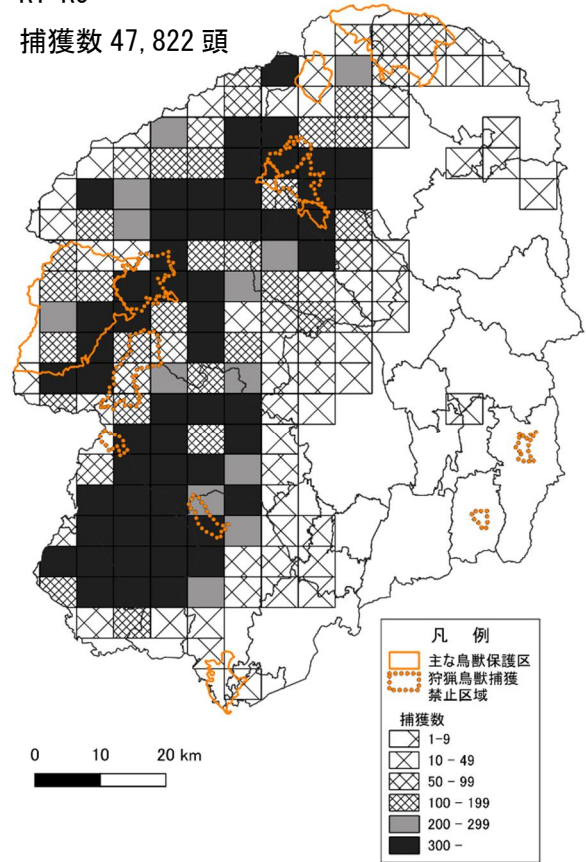 捕獲数 47,822 頭
凡 例
主な鳥獣保護区
狩猟鳥獣捕獲
禁止区域
捕獲数
1-9
10 - 49
50 - 99
100 - 199
200 - 299
300 -
0 10 20 km